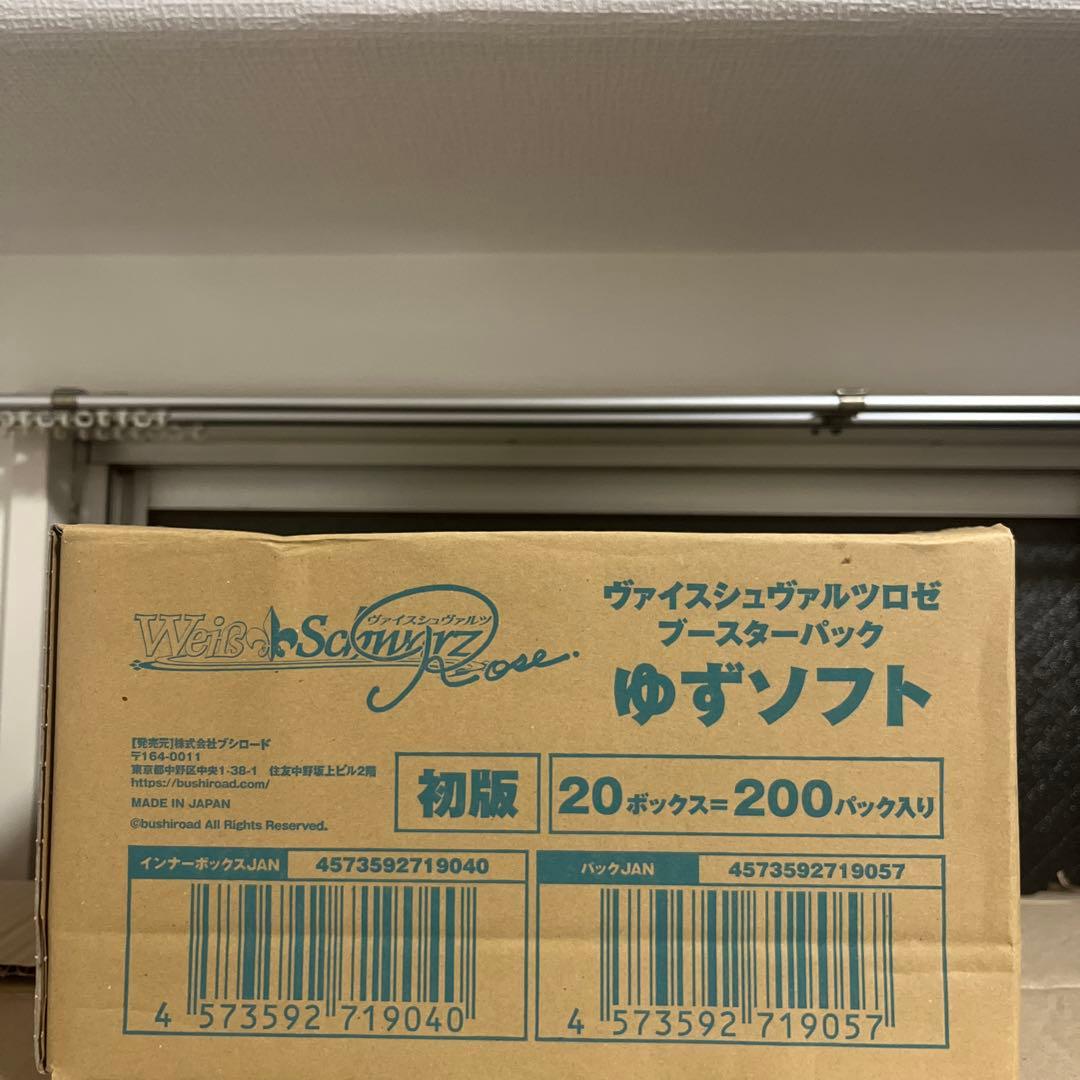 Weiß Schwarz
ヴァイスシュヴァルツ
Rose
ヴァイスシュヴァルツロゼ
ブースターパック
ゆずソフト
【発売元】株式会社ブシロード
〒164-0011
東京都中野区中央1-38-1 住友中野坂上ビル2階
https://bushiroad.com/
MADE IN JAPAN
©bushiroad All Rights Reserved.
初版
20ボックス=200パック入り
インナーボックスJAN 4573592719040
4 573592 719040
パックJAN 4573592719057
4 573592 719057